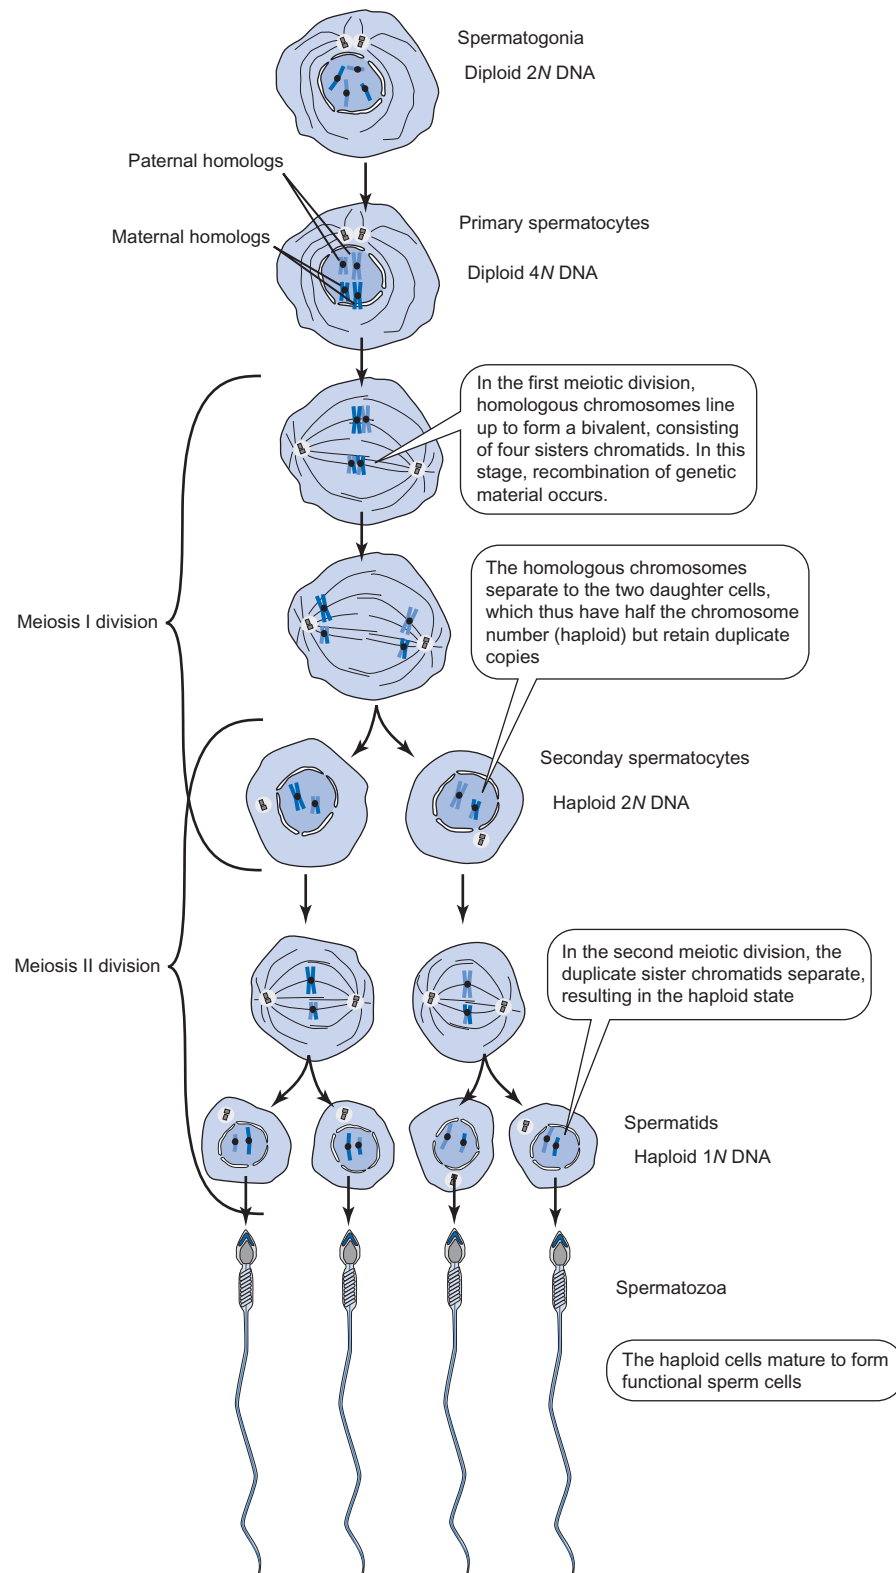 Spermatogonia
Diploid 2N DNA
Paternal homologs
Maternal homologs
Primary spermatocytes
Diploid 4N DNA
In the first meiotic division,
homologous chromosomes line
up to form a bivalent, consisting
of four sisters chromatids. In this
stage, recombination of genetic
material occurs.
The homologous chromosomes
separate to the two daughter cells,
which thus have half the chromosome
number (haploid) but retain duplicate
copies
Meiosis I division
Seconday spermatocytes
Haploid 2N DNA
Meiosis II division
In the second meiotic division, the
duplicate sister chromatids separate,
resulting in the haploid state
Spermatids
Haploid 1N DNA
Spermatozoa
The haploid cells mature to form
functional sperm cells